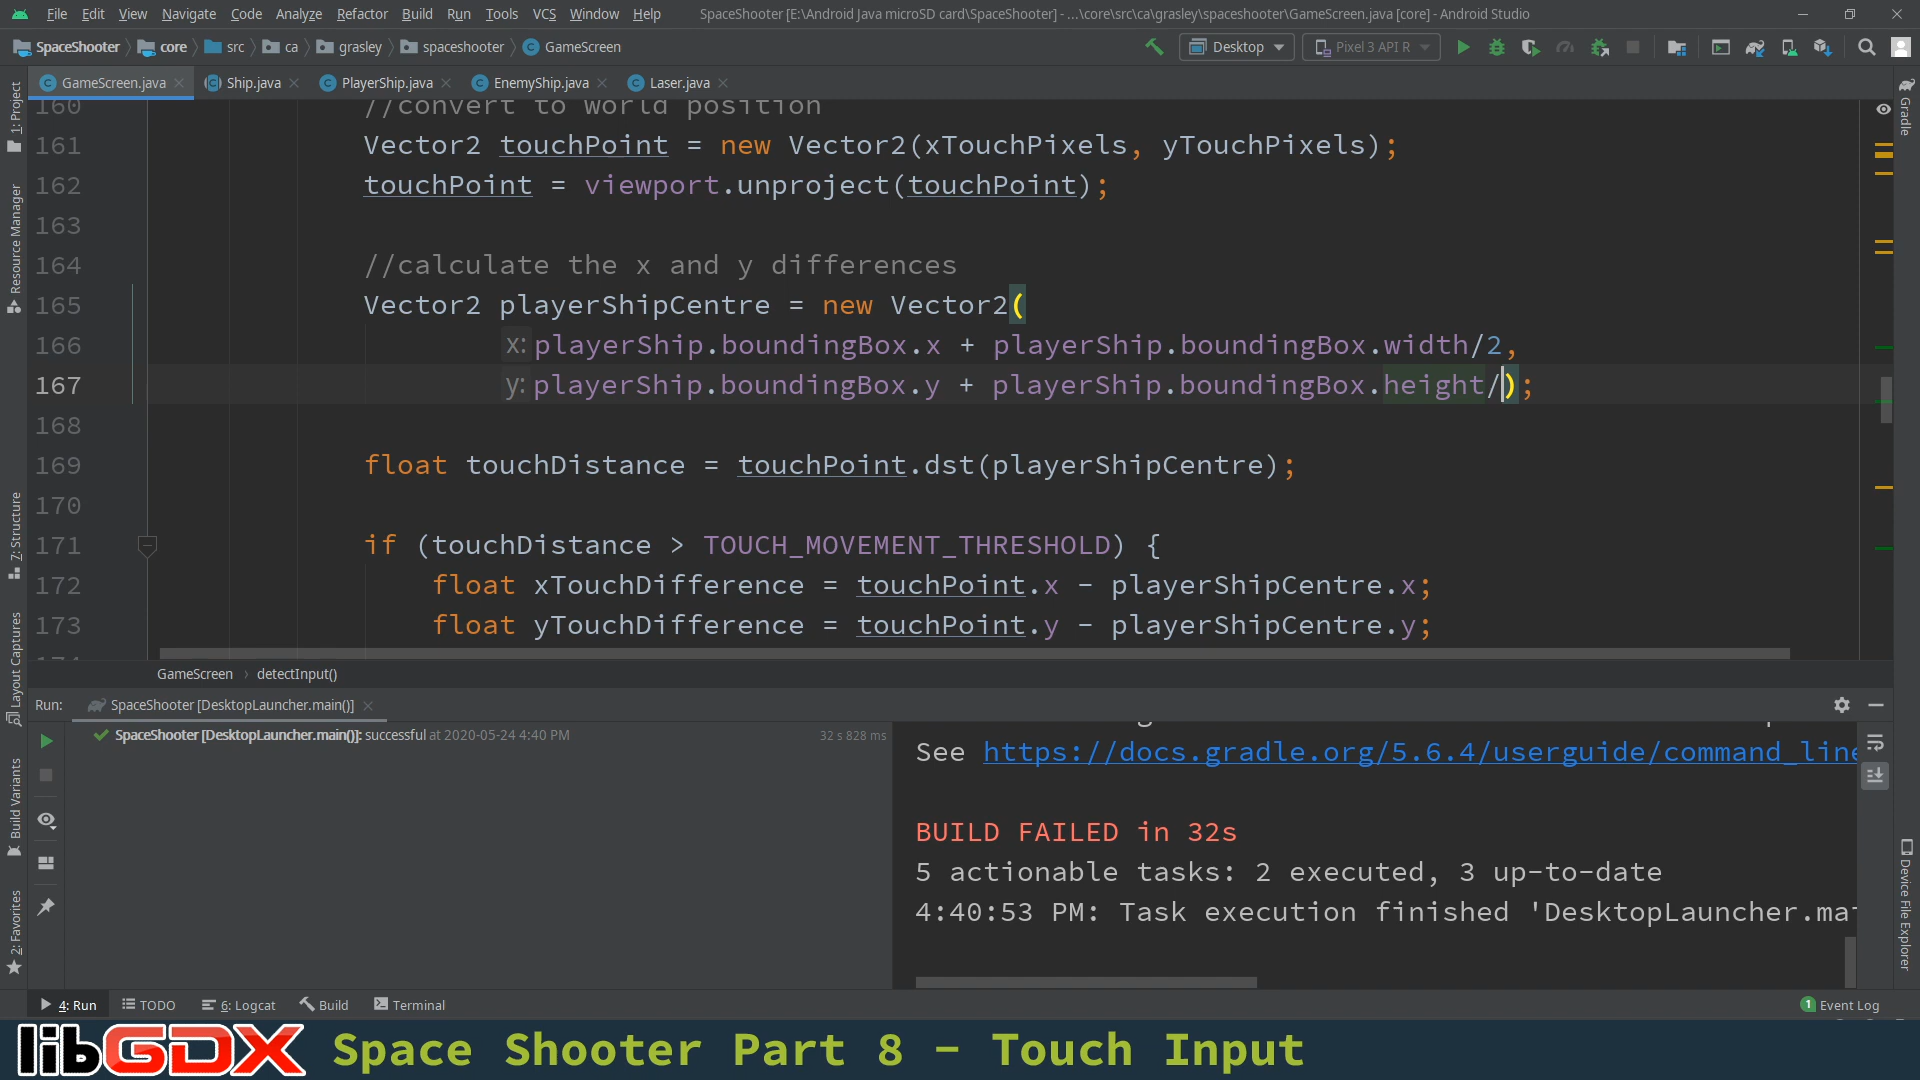 File Edit View Navigate Code Analyze Refactor Build Run Tools VCS Window Help SpaceShooter [E:\Android Java microSD card\SpaceShooter] - ...\core\src\ca\grasley\spaceshooter\GameScreen.java [core] - Android Studio
SpaceShooter core src ca grasley spaceshooter GameScreen Desktop Pixel 3 API R
GameScreen.java Ship.java PlayerShip.java EnemyShip.java Laser.java
160 //convert to world position
161 Vector2 touchPoint = new Vector2(xTouchPixels, yTouchPixels);
162 touchPoint = viewport.unproject(touchPoint);
163
164 //calculate the x and y differences
165 Vector2 playerShipCentre = new Vector2(
166 x: playerShip.boundingBox.x + playerShip.boundingBox.width/2,
167 y: playerShip.boundingBox.y + playerShip.boundingBox.height/);
168
169 float touchDistance = touchPoint.dst(playerShipCentre);
170
171 if (touchDistance > TOUCH_MOVEMENT_THRESHOLD) {
172 float xTouchDifference = touchPoint.x - playerShipCentre.x;
173 float yTouchDifference = touchPoint.y - playerShipCentre.y;
GameScreen detectInput()
Run: SpaceShooter [DesktopLauncher.main()]
SpaceShooter [DesktopLauncher.main()]: successful at 2020-05-24 4:40 PM 32 s 828 ms
See https://docs.gradle.org/5.6.4/userguide/command_line
BUILD FAILED in 32s
5 actionable tasks: 2 executed, 3 up-to-date
4:40:53 PM: Task execution finished 'DesktopLauncher.mai
1: Project
Resource Manager
7: Structure
Layout Captures
Build Variants
2: Favorites
Gradle
Device File Explorer
4: Run TODO 6: Logcat Build Terminal 1 Event Log
libGDX Space Shooter Part 8 - Touch Input